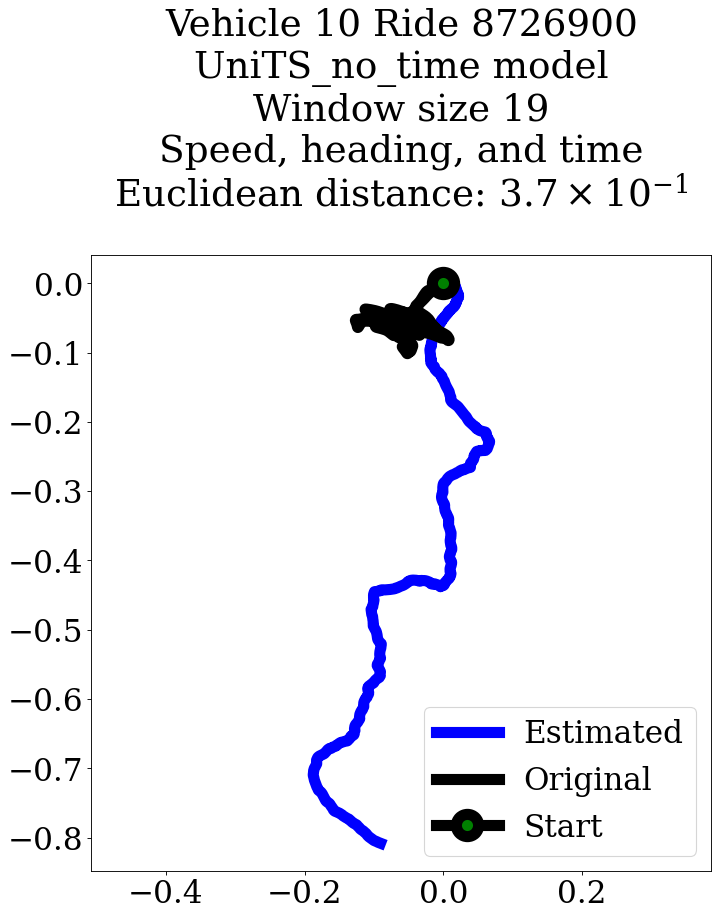 Vehicle 10 Ride 8726900
UniTS_no_time model
Window size 19
Speed, heading, and time
Euclidean distance: 3.7 × 10⁻¹
0.0
−0.1
−0.2
−0.3
−0.4
−0.5
−0.6
−0.7
−0.8
Estimated
Original
Start
−0.4 −0.2 0.0 0.2